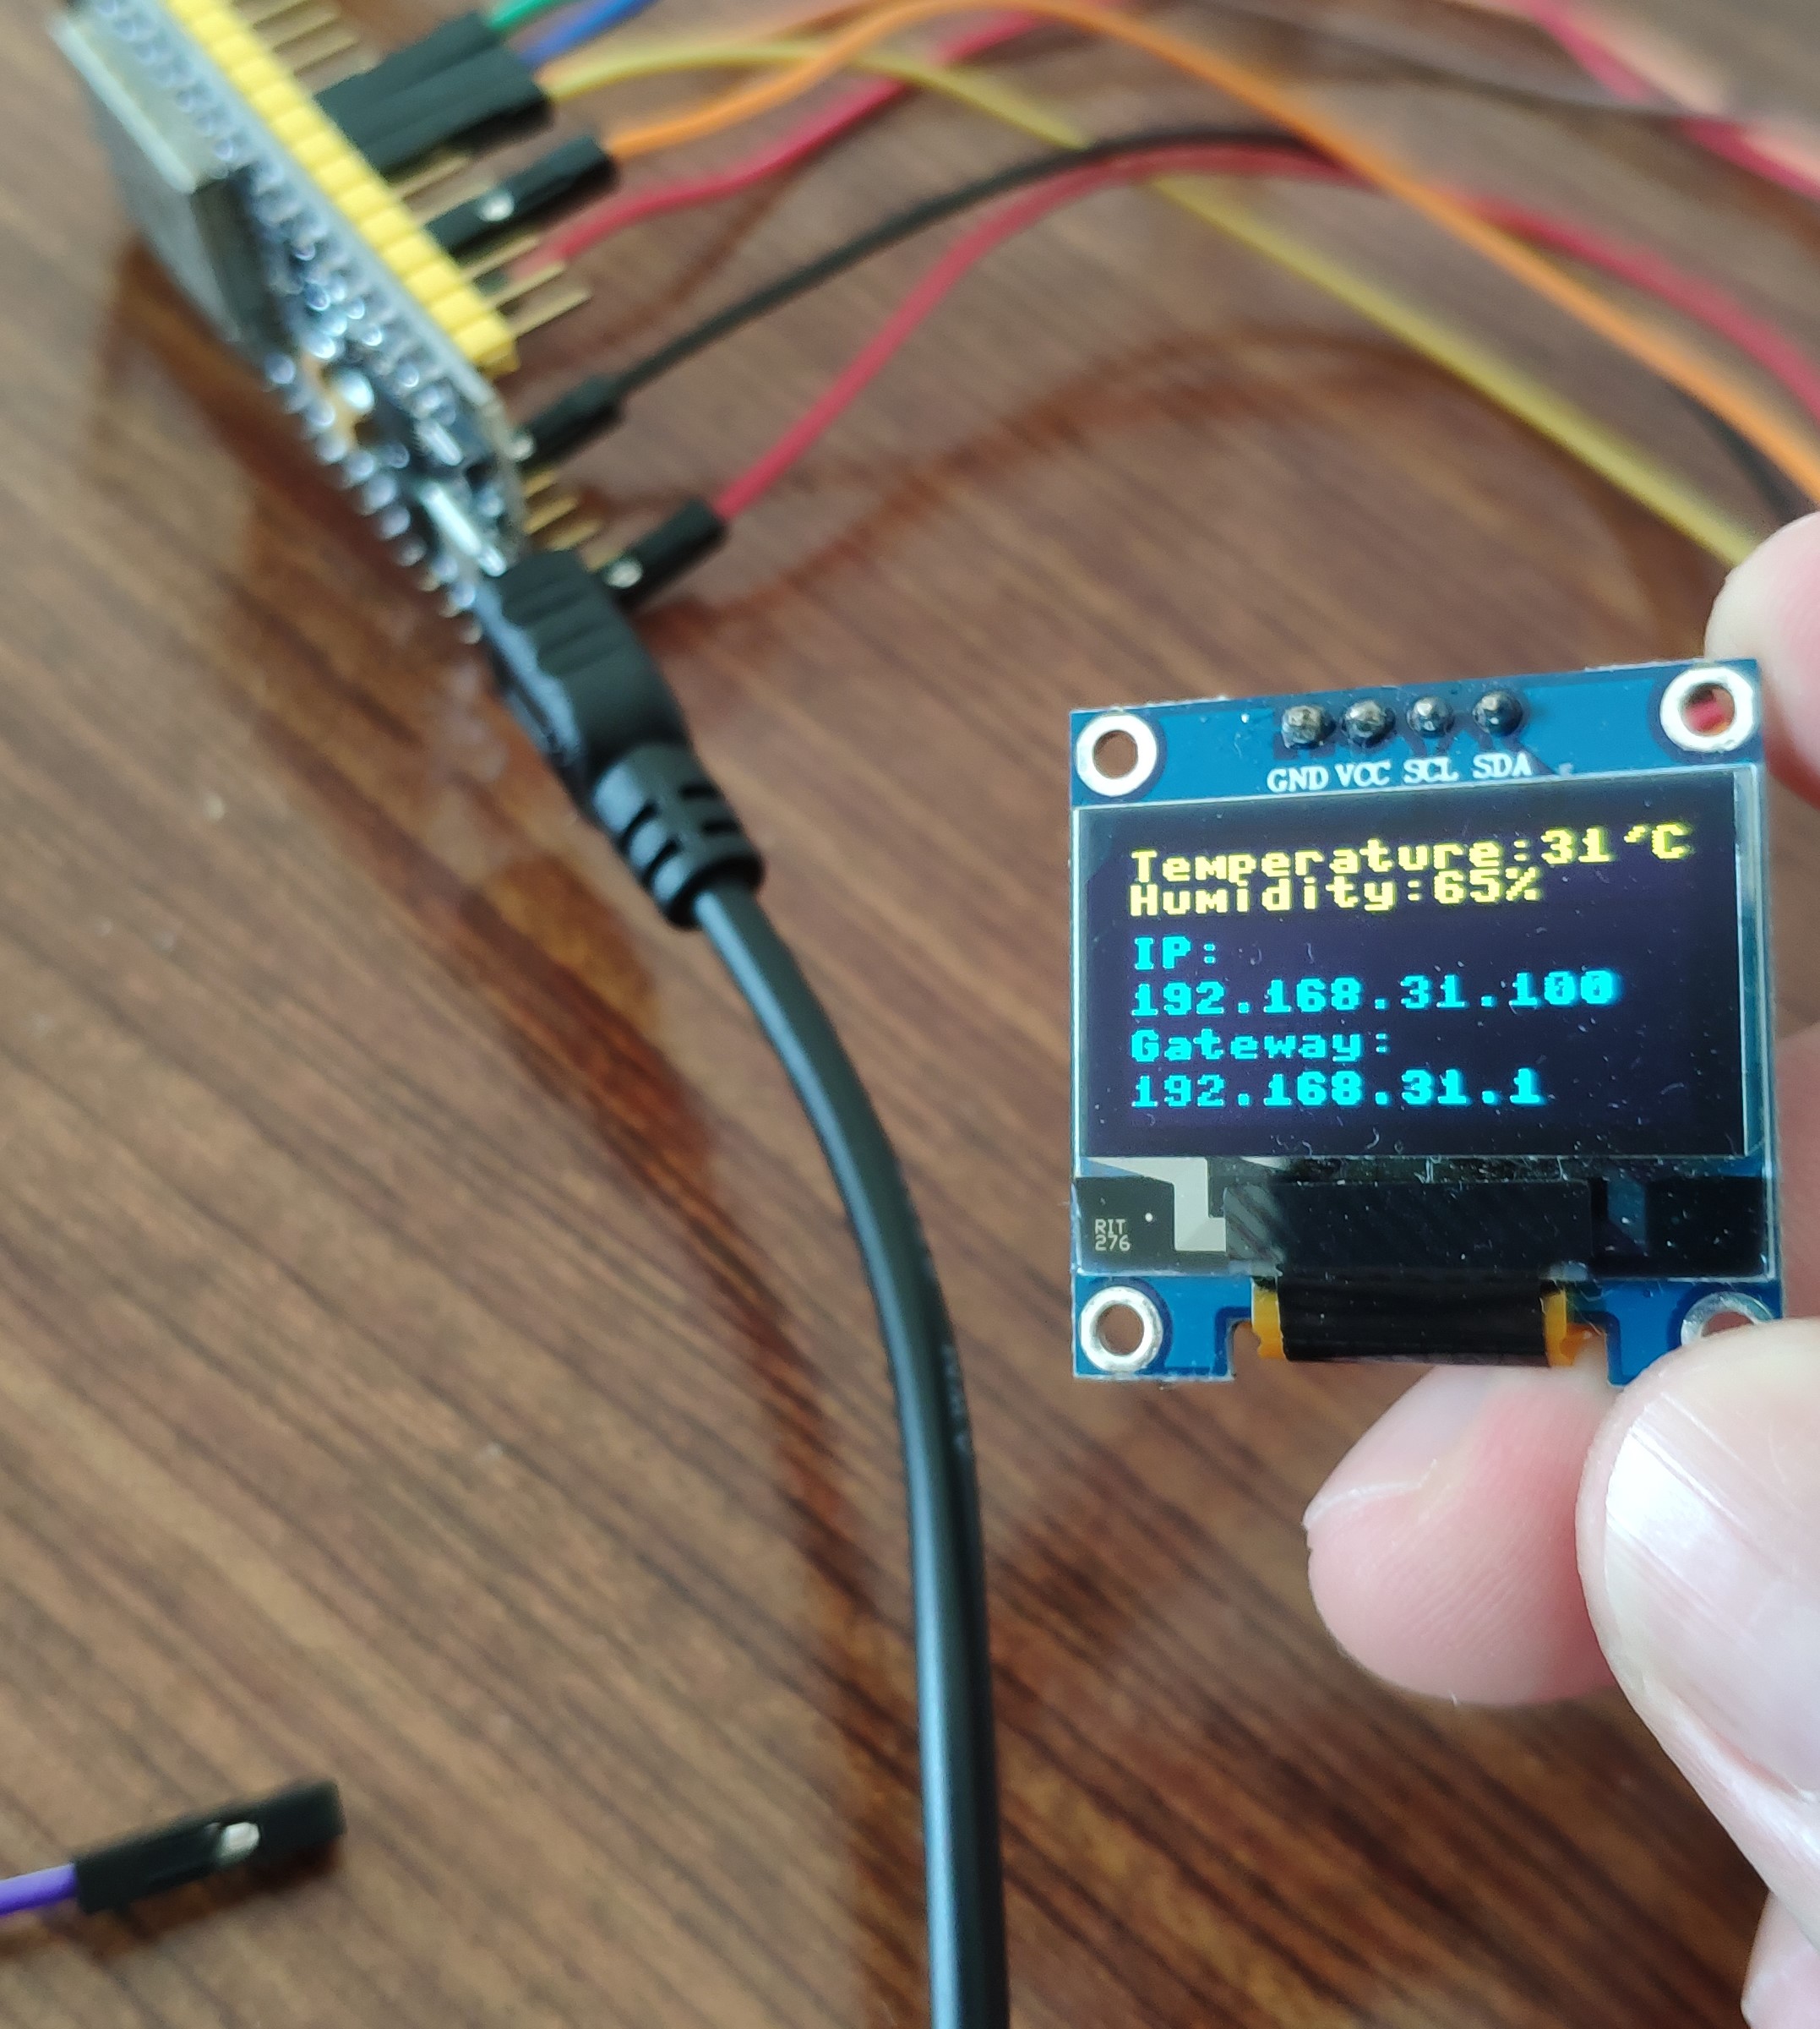 GND VCC SCL SDA
Temperature:31'C
Humidity:65%
IP:
192.168.31.100
Gateway:
192.168.31.1
RIT
276